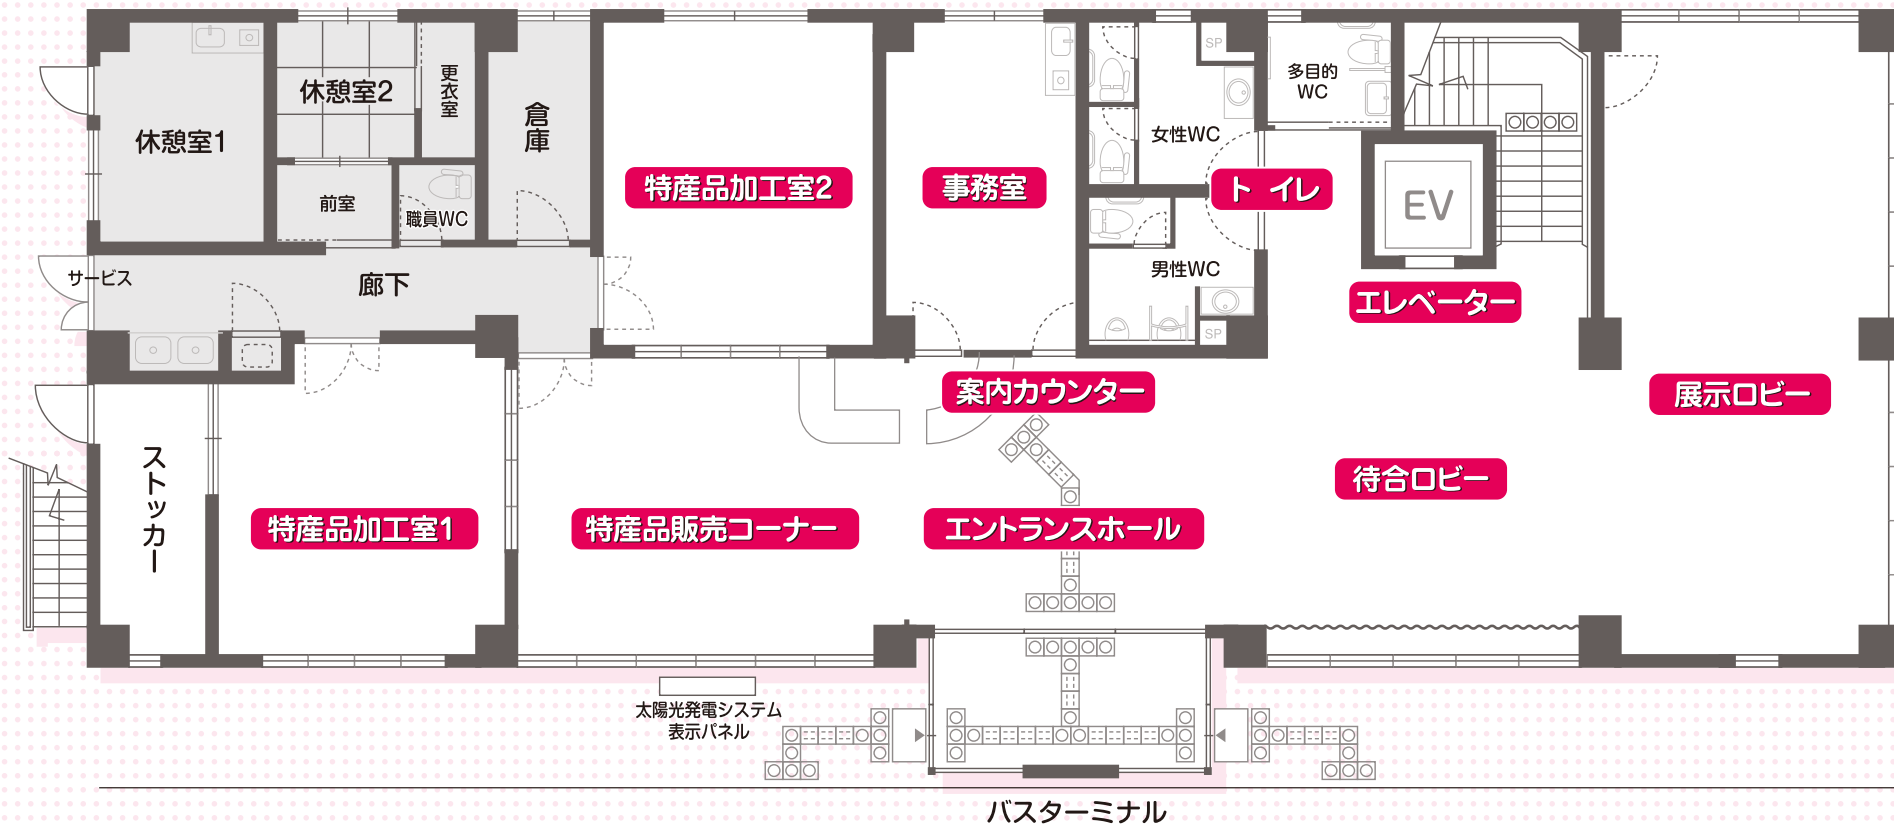 休憩室1
休憩室2
更衣室
倉庫
前室
職員WC
サービス
廊下
特産品加工室2
事務室
SP
女性WC
多目的
WC
トイレ
EV
男性WC
SP
エレベーター
案内カウンター
展示ロビー
待合ロビー
ストッカー
特産品加工室1
特産品販売コーナー
エントランスホール
太陽光発電システム
表示パネル
バスターミナル